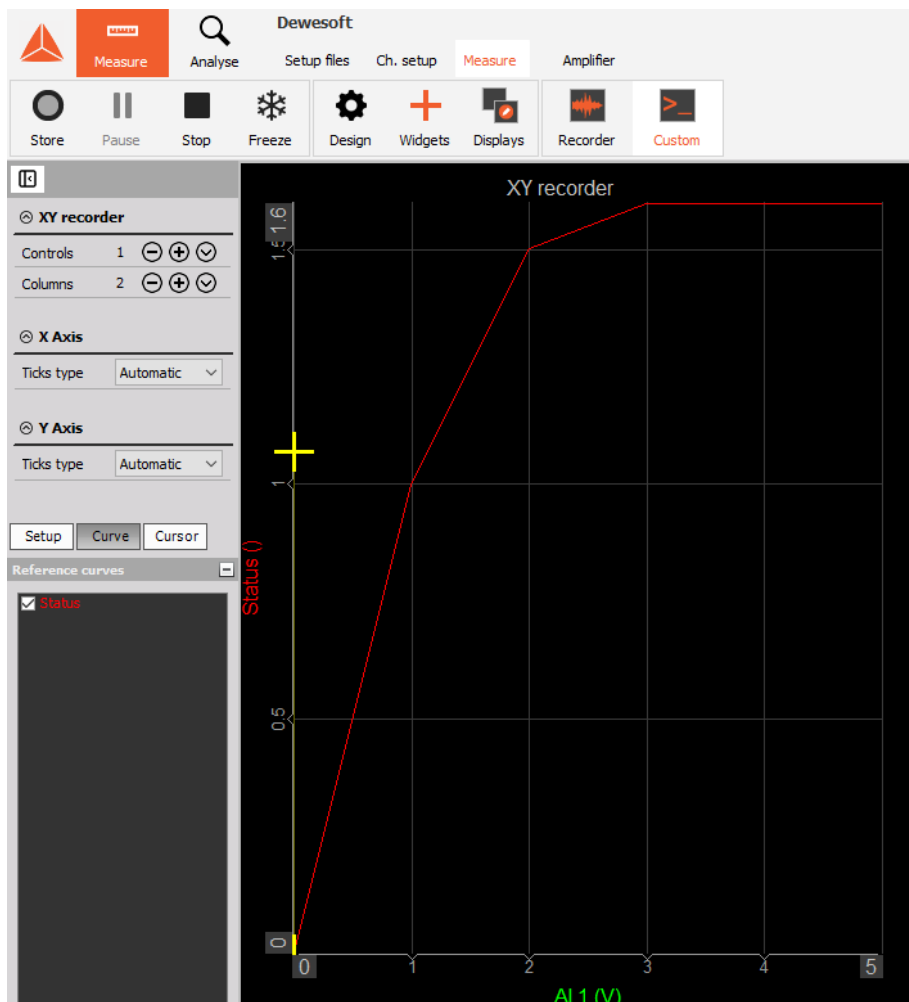 Dewesoft
Measure
Analyse
Setup files
Ch. setup
Measure
Amplifier
Store
Pause
Stop
Freeze
Design
Widgets
Displays
Recorder
Custom
XY recorder
Controls 1
Columns 2
X Axis
Ticks type Automatic
Y Axis
Ticks type Automatic
Setup
Curve
Cursor
Reference curves
Status
XY recorder
1.6
1.5
1
0.5
0
Status ()
0 1 2 3 4 5
AI 1 (V)